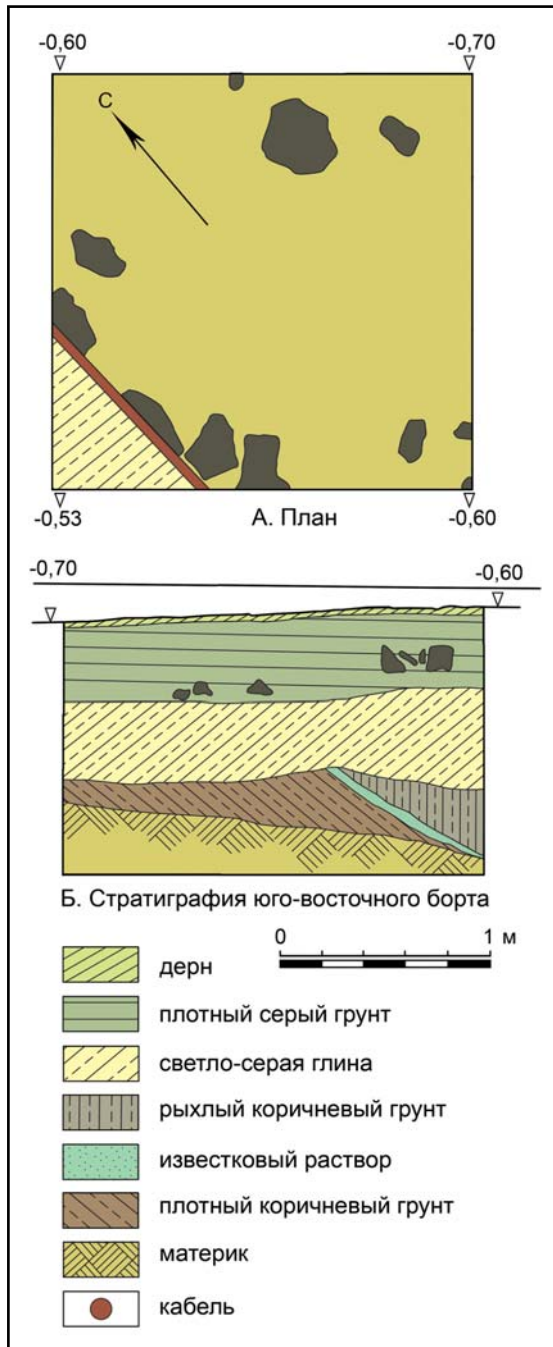 -0,60 -0,70
С
-0,53 А. План -0,60
-0,70 -0,60
Б. Стратиграфия юго-восточного борта
0 1 м
дерн
плотный серый грунт
светло-серая глина
рыхлый коричневый грунт
известковый раствор
плотный коричневый грунт
материк
кабель